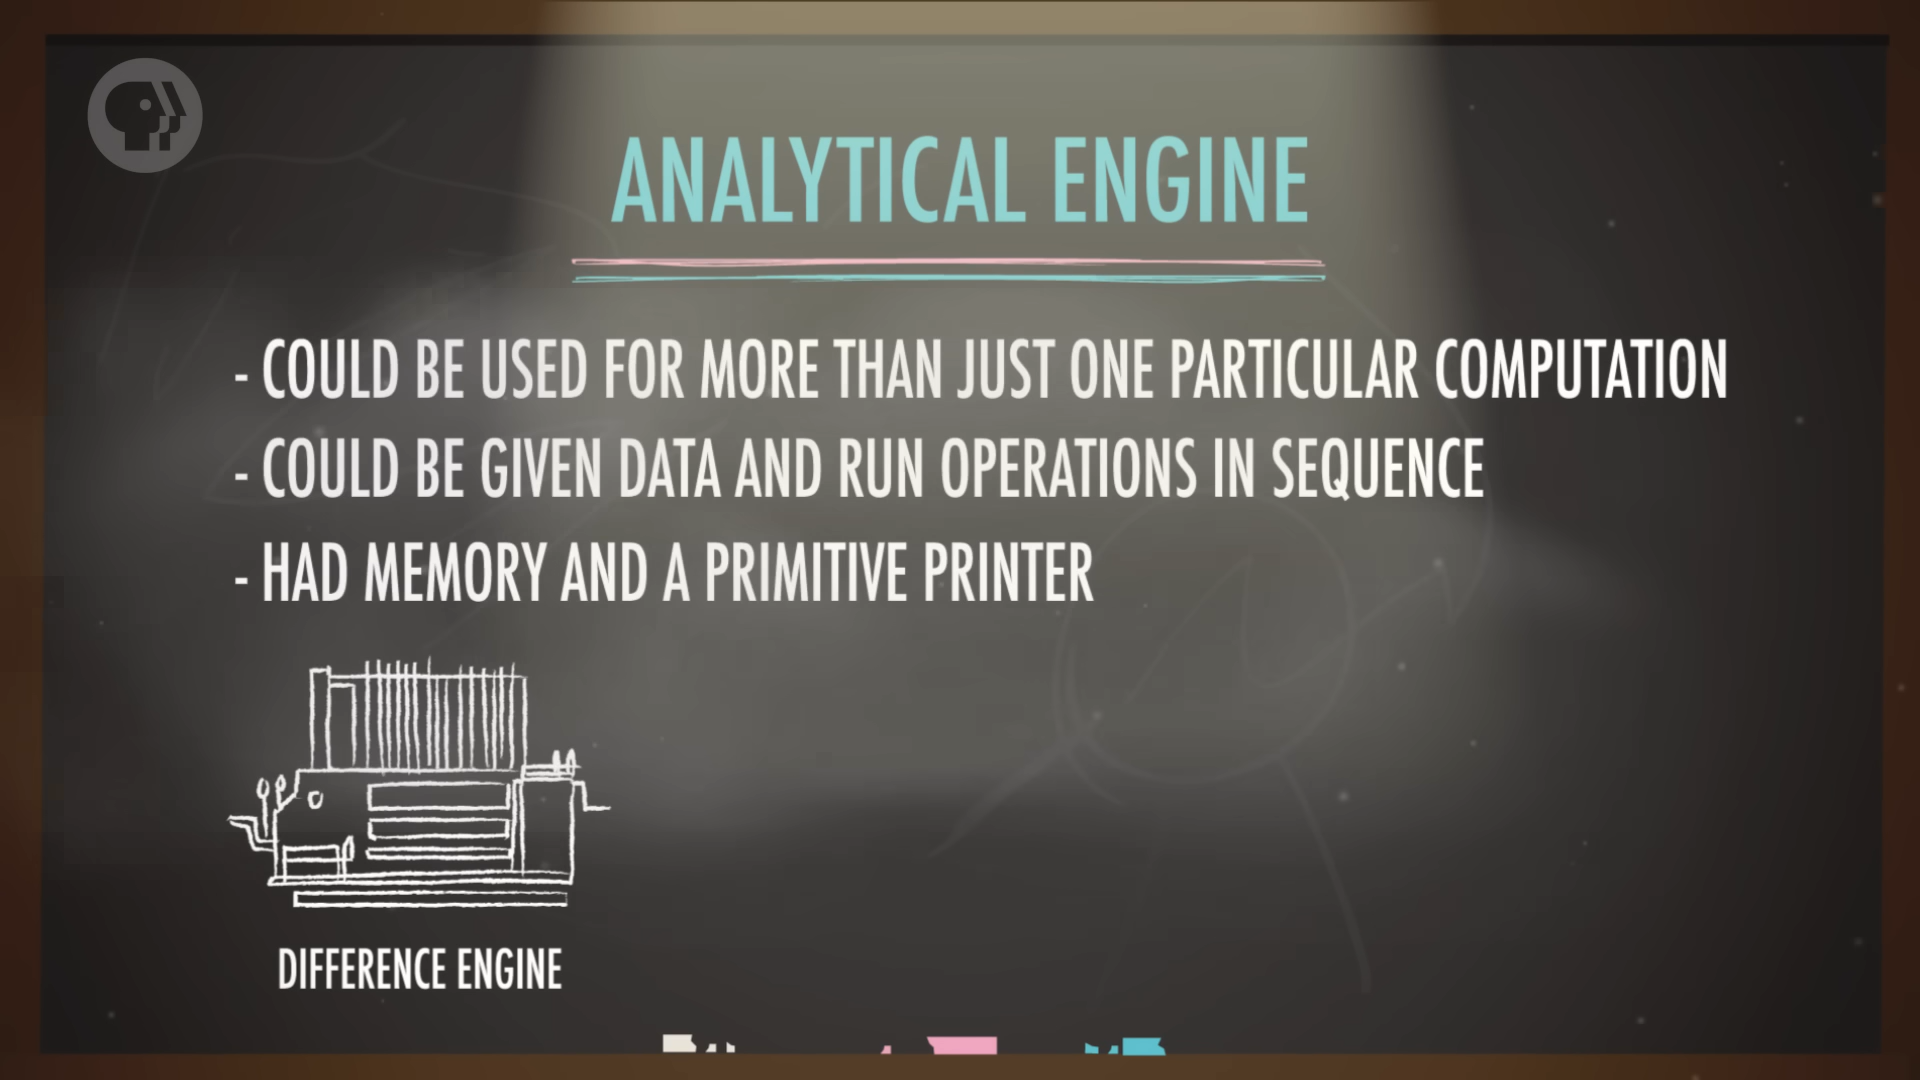 ANALYTICAL ENGINE
- COULD BE USED FOR MORE THAN JUST ONE PARTICULAR COMPUTATION
- COULD BE GIVEN DATA AND RUN OPERATIONS IN SEQUENCE
- HAD MEMORY AND A PRIMITIVE PRINTER
DIFFERENCE ENGINE